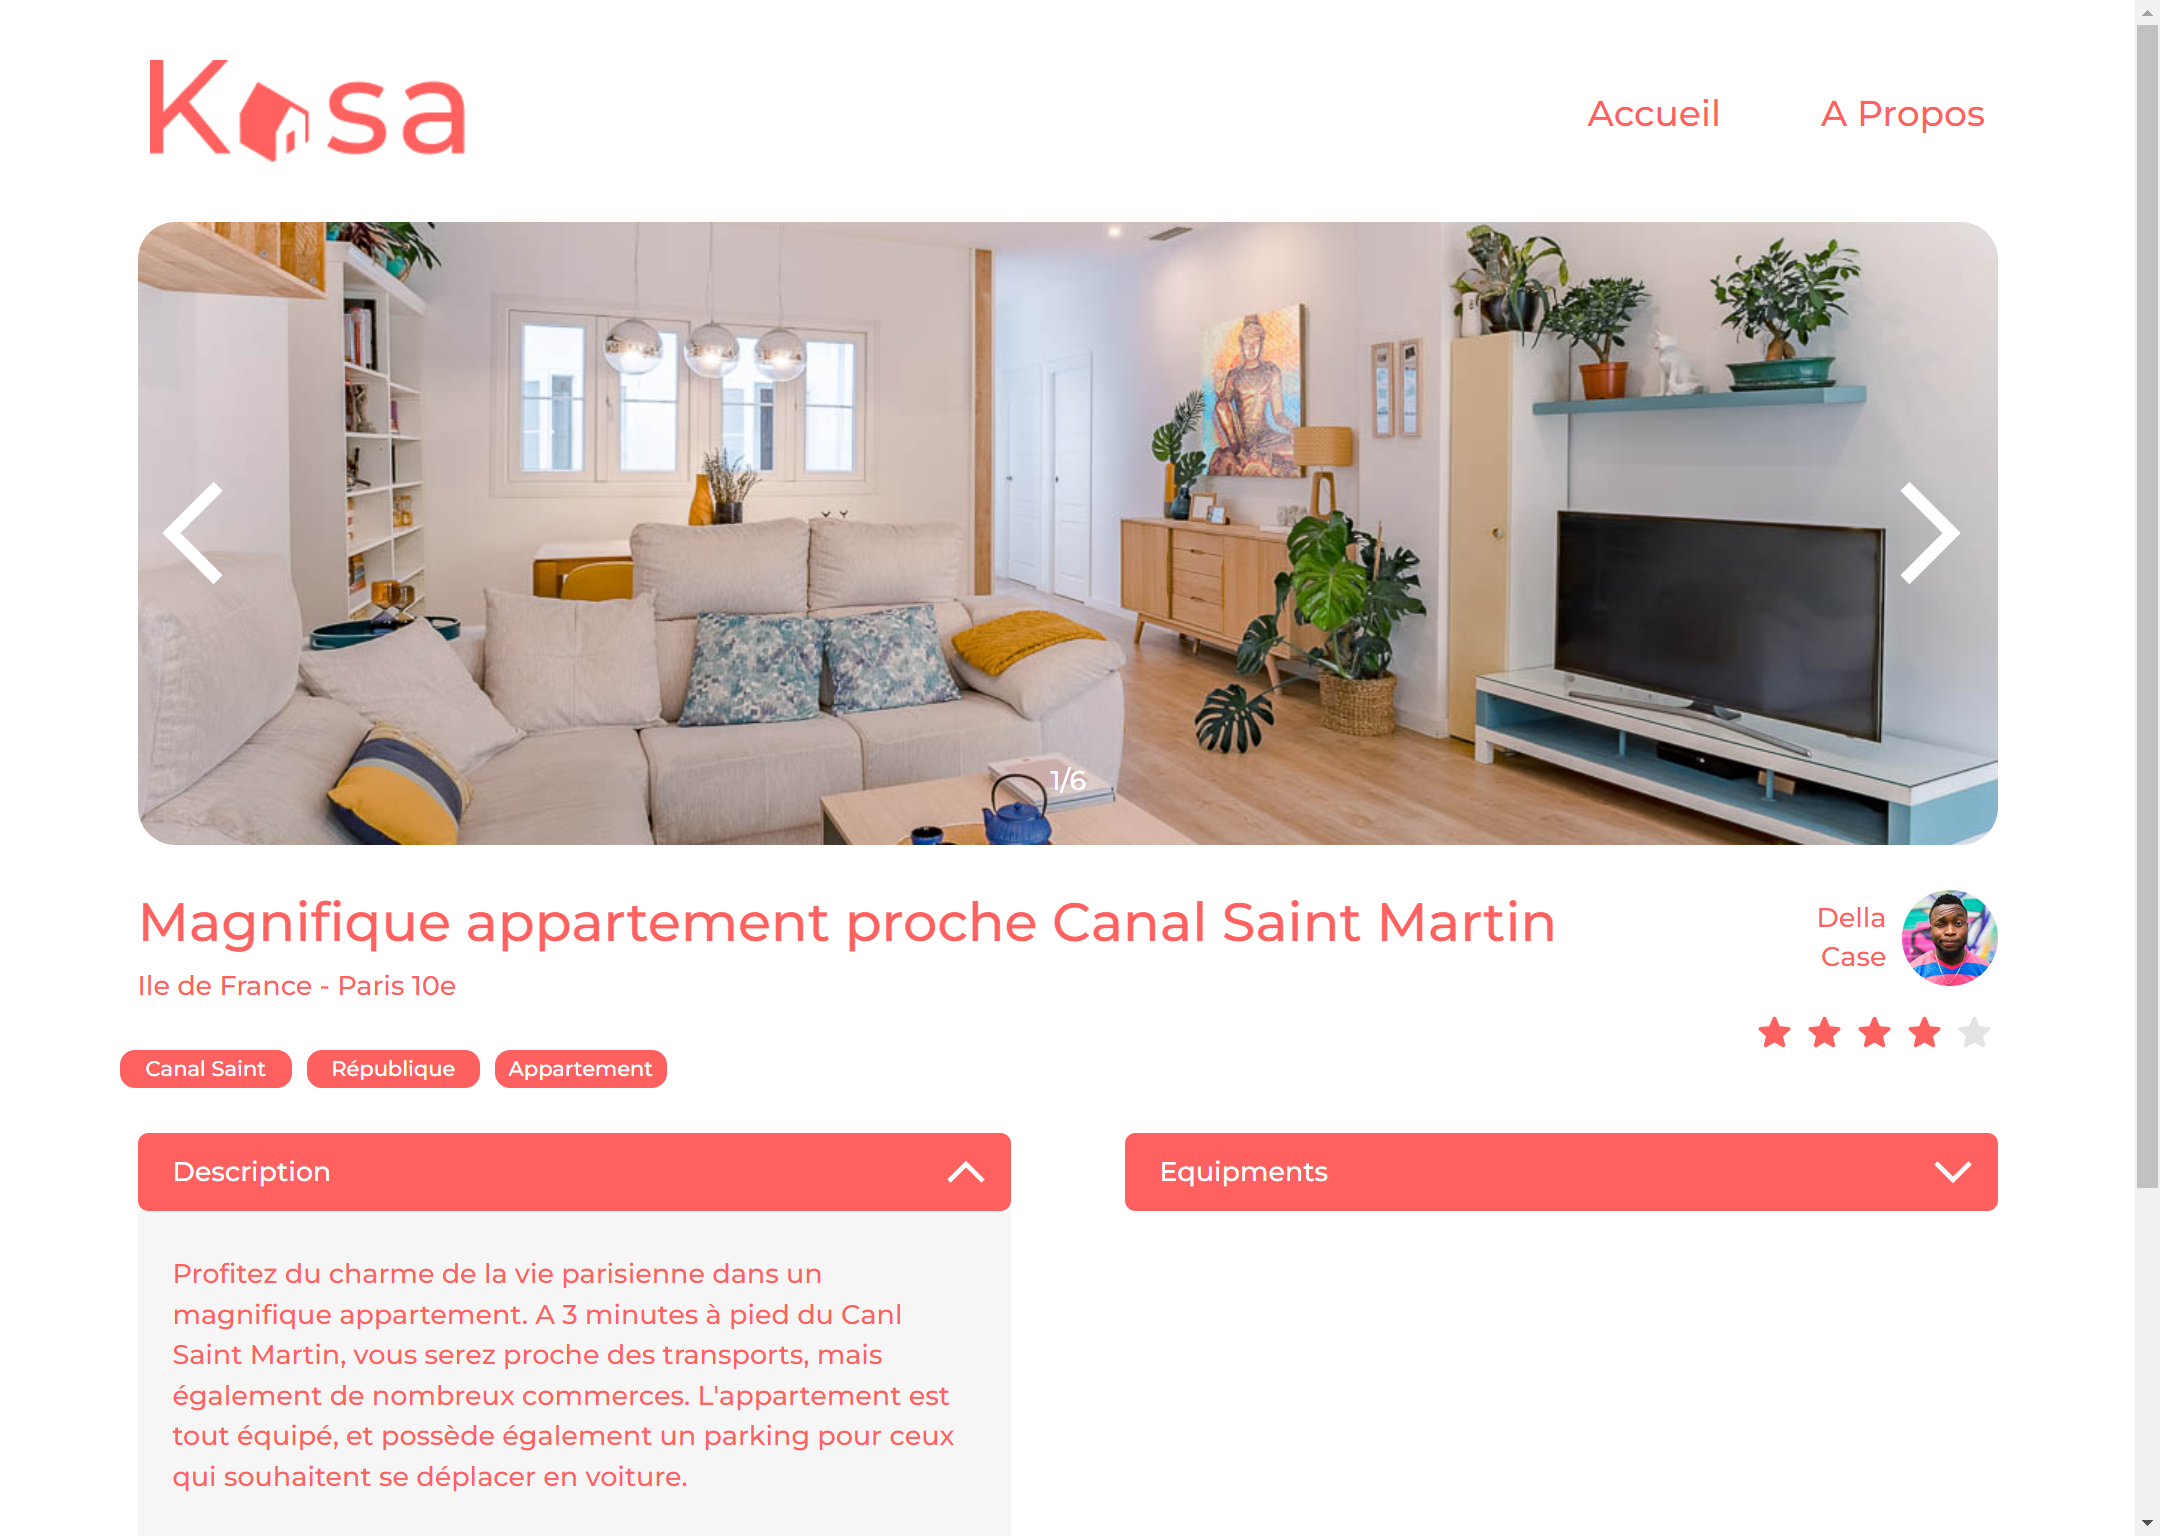 Kasa
Accueil
A Propos
1/6
Magnifique appartement proche Canal Saint Martin
Ile de France - Paris 10e
Della
Case
Canal Saint
République
Appartement
Description
Equipments
Profitez du charme de la vie parisienne dans un
magnifique appartement. A 3 minutes à pied du Canl
Saint Martin, vous serez proche des transports, mais
également de nombreux commerces. L'appartement est
tout équipé, et possède également un parking pour ceux
qui souhaitent se déplacer en voiture.